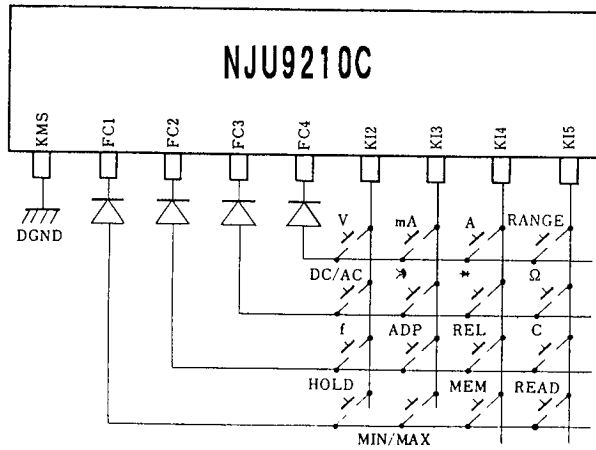 NJU9210C
KMS FC1 FC2 FC3 FC4 KI2 KI3 KI4 KI5
DGND
V mA A RANGE
DC/AC Ω
f ADP REL C
HOLD MEM READ
MIN/MAX